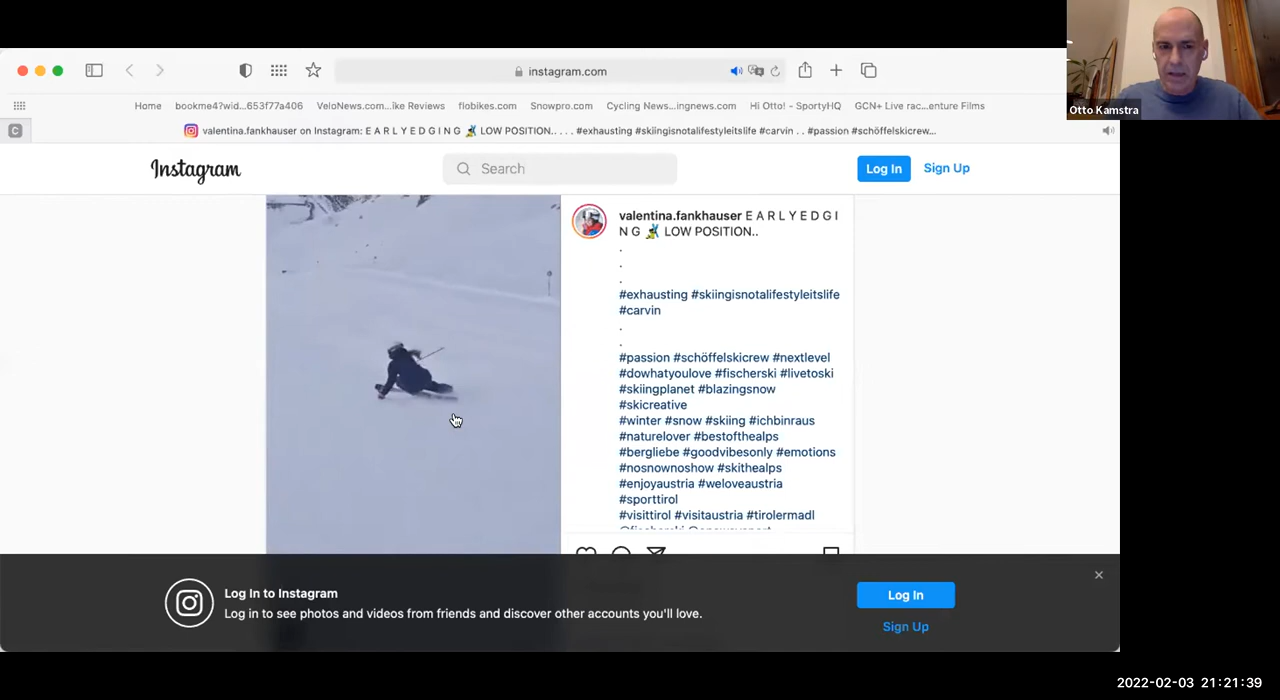 Otto Kamstra
instagram.com
Home bookme4?wid...653f77a406 VeloNews.com...ike Reviews flobikes.com Snowpro.com Cycling News...ingnews.com Hi Otto! - SportyHQ GCN+ Live rac...enture Films
C valentina.fankhauser on Instagram: E A R L Y E D G I N G LOW POSITION.. . . . #exhausting #skiingisnotalifestyleitslife #carvin . . #passion #schöffelskicrew...
Instagram Search Log In Sign Up
valentina.fankhauser E A R L Y E D G I
N G LOW POSITION..
.
.
.
#exhausting #skiingisnotalifestyleitslife
#carvin
.
.
#passion #schöffelskicrew #nextlevel
#dowhatyoulove #fischerski #livetoski
#skiingplanet #blazingsnow
#skicreative
#winter #snow #skiing #ichbinraus
#naturelover #bestofthealps
#bergliebe #goodvibesonly #emotions
#nosnownoshow #skithealps
#enjoyaustria #weloveaustria
#sporttirol
#visittirol #visitaustria #tirolermadl
Log In to Instagram
Log in to see photos and videos from friends and discover other accounts you'll love.
Log In
Sign Up
2022-02-03 21:21:39